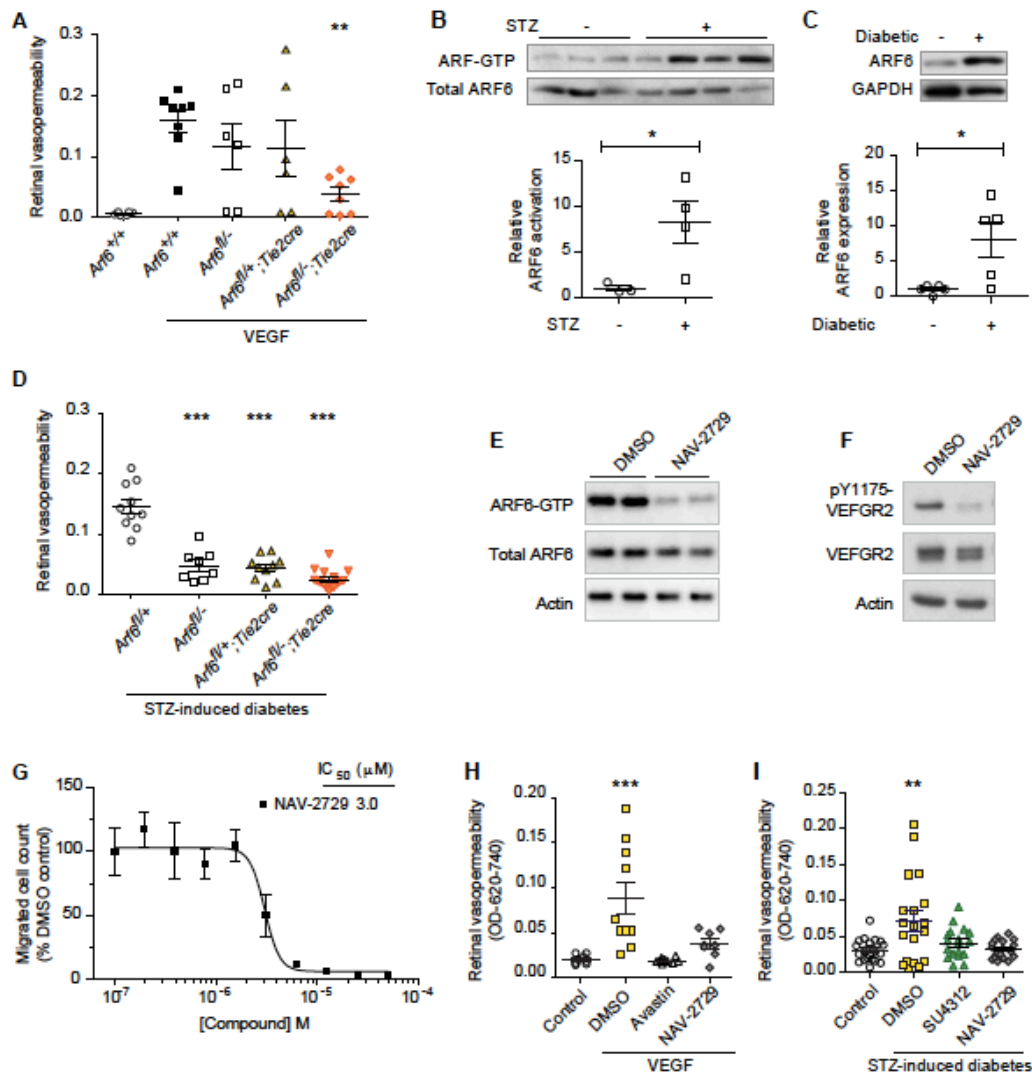 A
**
Retinal vasopermeability
0.3
0.2
0.1
0.0
Arf6+/+
Arf6+/+
Arf6fl/-
Arf6fl/+;Tie2cre
Arf6fl/-;Tie2cre
VEGF
B
STZ - +
ARF-GTP
Total ARF6
*
Relative
ARF6 activation
15
10
5
0
STZ - +
C
Diabetic - +
ARF6
GAPDH
*
Relative
ARF6 expression
20
15
10
5
0
Diabetic - +
D
*** *** ***
Retinal vasopermeability
0.3
0.2
0.1
0.0
Arf6fl/+
Arf6fl/-
Arf6fl/+;Tie2cre
Arf6fl/-;Tie2cre
STZ-induced diabetes
E
DMSO
NAV-2729
ARF6-GTP
Total ARF6
Actin
F
DMSO
NAV-2729
pY1175-
VEFGR2
VEFGR2
Actin
G
IC 50 (μM)
NAV-2729 3.0
Migrated cell count
(% DMSO control)
150
100
50
0
10-7 10-6 10-5 10-4
[Compound] M
H
***
Retinal vasopermeability
(OD-620-740)
0.20
0.15
0.10
0.05
0.00
Control
DMSO
Avastin
NAV-2729
VEGF
I
**
Retinal vasopermeability
(OD-620-740)
0.20
0.15
0.10
0.05
0.00
Control
DMSO
SU4312
NAV-2729
STZ-induced diabetes